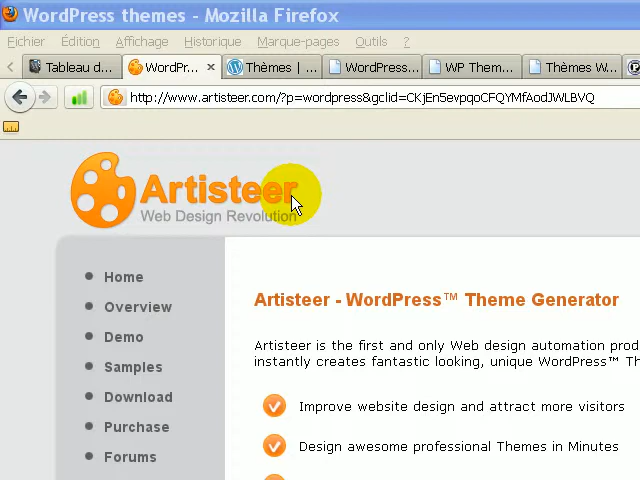 WordPress themes - Mozilla Firefox
Fichier Édition Affichage Historique Marque-pages Outils ?
Tableau d... WordPr... × Thèmes | ... WordPress... WP Them... Thèmes W...
http://www.artisteer.com/?p=wordpress&gclid=CKjEn5evpqoCFQYMfAodJWLBVQ
Artisteer
Web Design Revolution
Home
Overview
Demo
Samples
Download
Purchase
Forums
Artisteer - WordPress™ Theme Generator
Artisteer is the first and only Web design automation prod
instantly creates fantastic looking, unique WordPress™ Th
Improve website design and attract more visitors
Design awesome professional Themes in Minutes